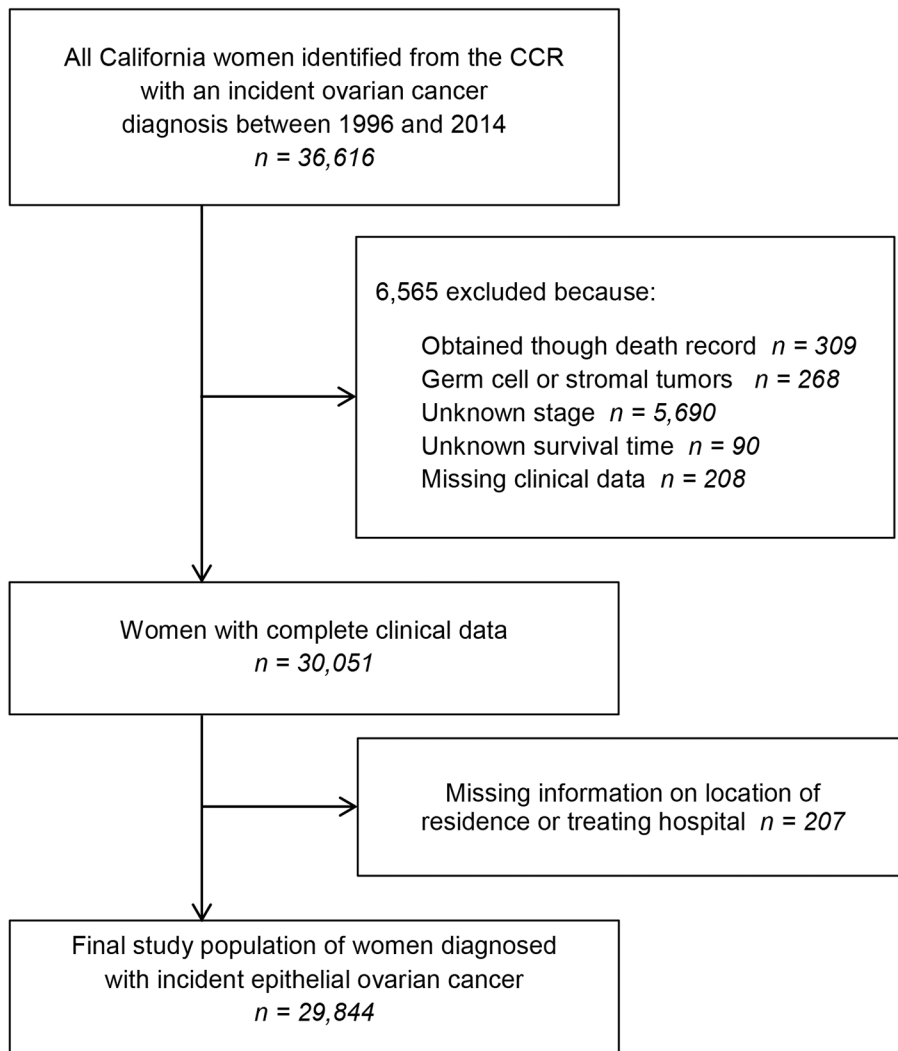 All California women identified from the CCR
with an incident ovarian cancer
diagnosis between 1996 and 2014
n = 36,616
6,565 excluded because:
Obtained though death record n = 309
Germ cell or stromal tumors n = 268
Unknown stage n = 5,690
Unknown survival time n = 90
Missing clinical data n = 208
Women with complete clinical data
n = 30,051
Missing information on location of
residence or treating hospital n = 207
Final study population of women diagnosed
with incident epithelial ovarian cancer
n = 29,844